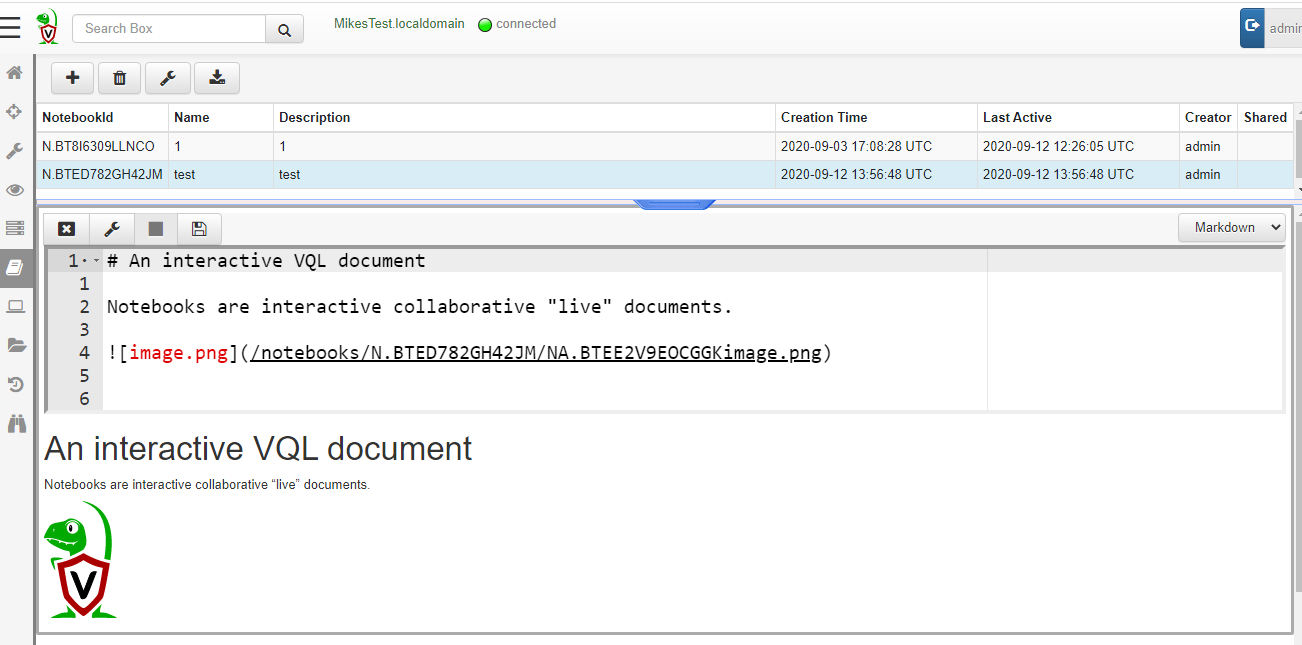 Search Box MikesTest.localdomain connected admin
NotebookId Name Description Creation Time Last Active Creator Shared
N.BT8I6309LLNCO 1 1 2020-09-03 17:08:28 UTC 2020-09-12 12:26:05 UTC admin
N.BTED782GH42JM test test 2020-09-12 13:56:48 UTC 2020-09-12 13:56:48 UTC admin
Markdown
1 # An interactive VQL document
1
2 Notebooks are interactive collaborative "live" documents.
3
4 ![image.png](/notebooks/N.BTED782GH42JM/NA.BTEE2V9EOCGGKimage.png)
5
6
An interactive VQL document
Notebooks are interactive collaborative “live” documents.
V